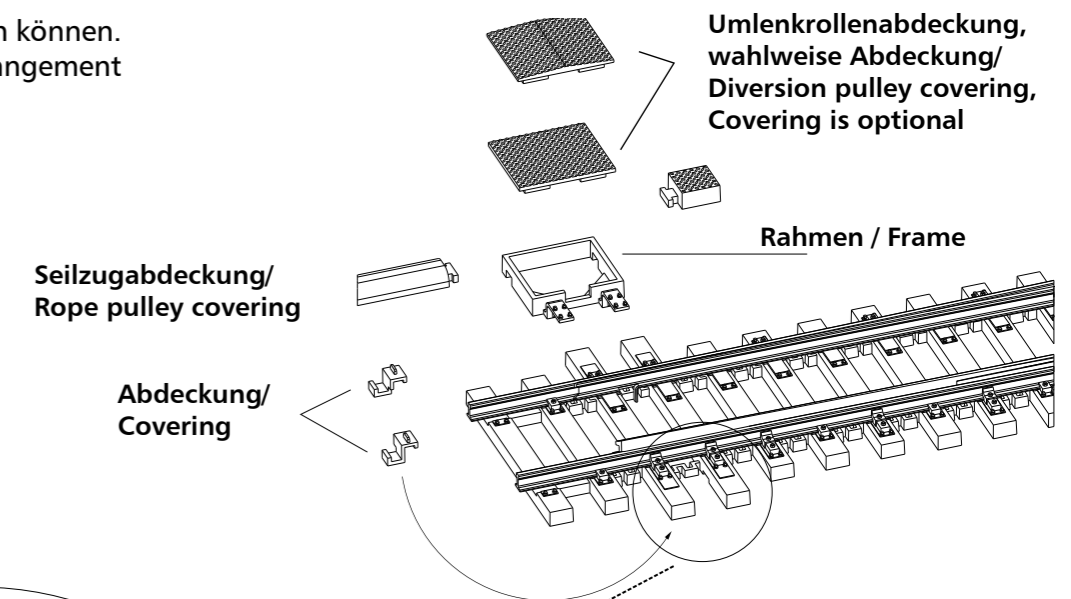 n können.
angement
Umlenkrollenabdeckung,
wahlweise Abdeckung/
Diversion pulley covering,
Covering is optional
Rahmen / Frame
Seilzugabdeckung/
Rope pulley covering
Abdeckung/
Covering